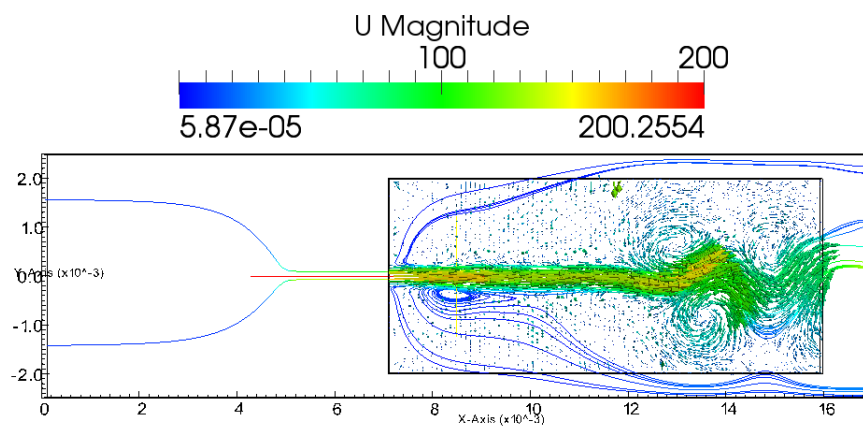 U Magnitude
100 200
5.87e-05 200.2554
2.0
1.0
Y-Axis (x10^-3)
0.0
-1.0
-2.0
0 2 4 6 8 10 12 14 16
X-Axis (x10^-3)